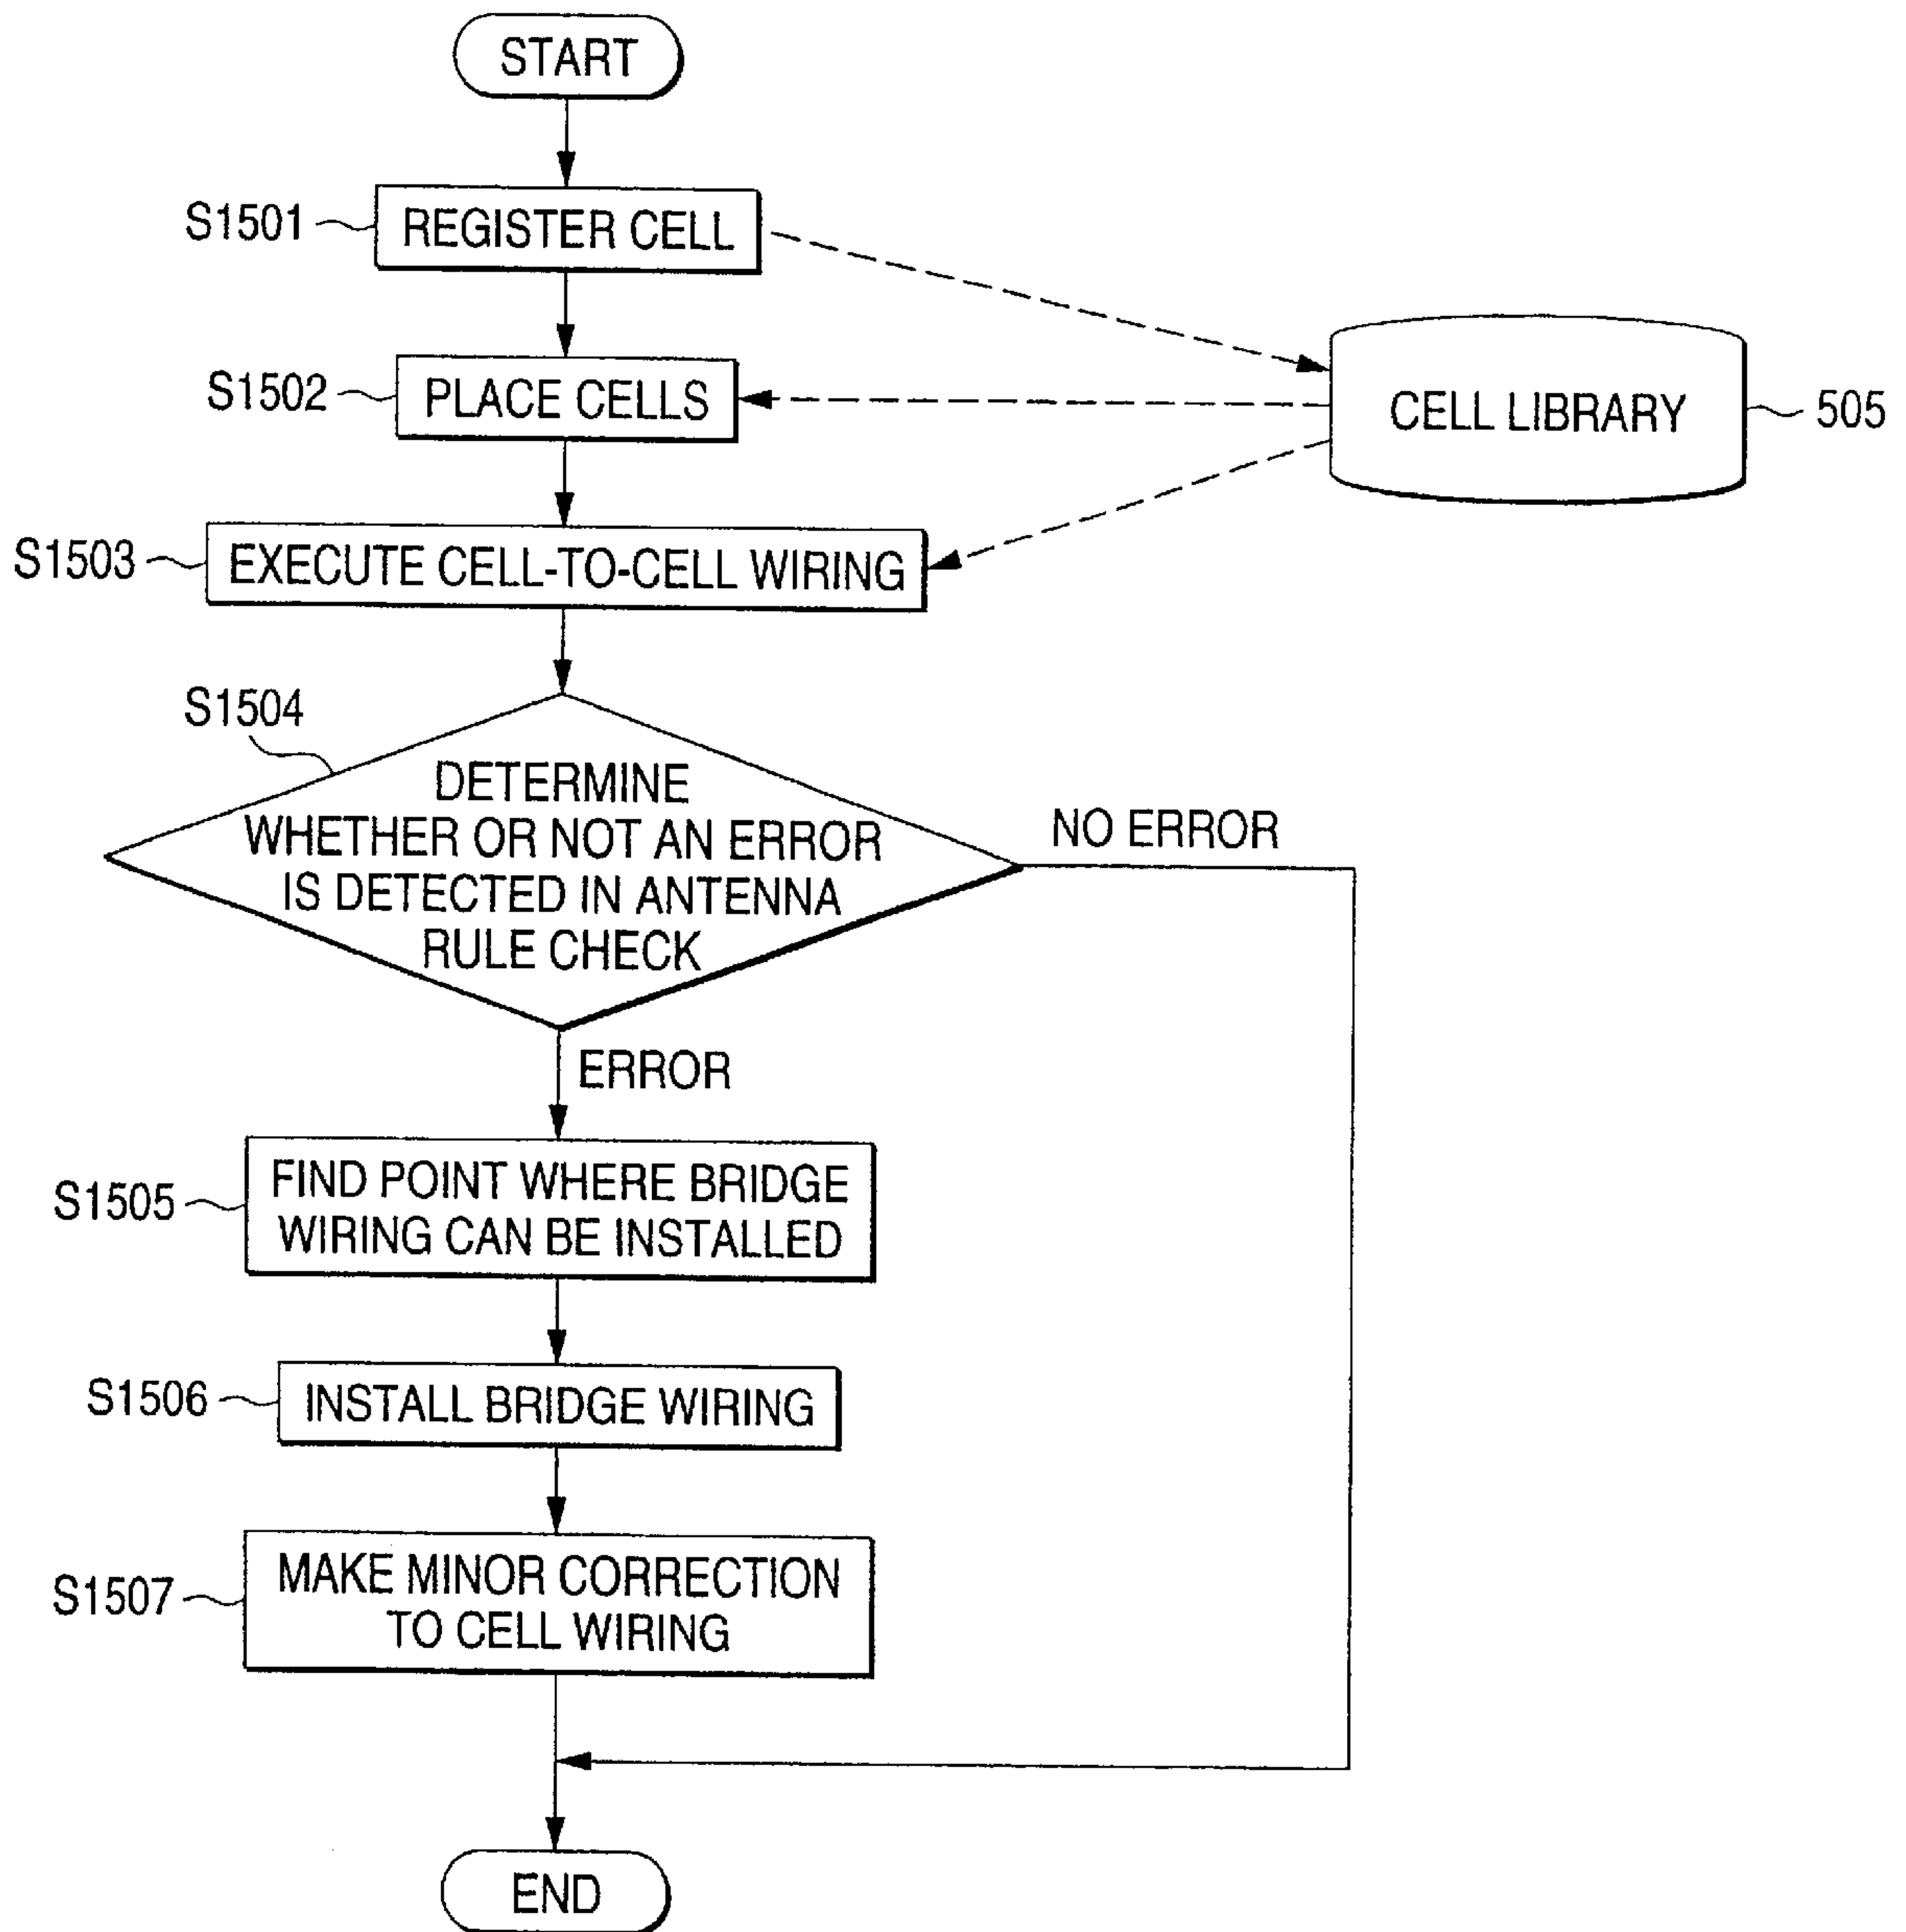 START
S1501
REGISTER CELL
S1502
PLACE CELLS
CELL LIBRARY
505
S1503
EXECUTE CELL-TO-CELL WIRING
S1504
DETERMINE
WHETHER OR NOT AN ERROR
IS DETECTED IN ANTENNA
RULE CHECK
NO ERROR
ERROR
S1505
FIND POINT WHERE BRIDGE
WIRING CAN BE INSTALLED
S1506
INSTALL BRIDGE WIRING
S1507
MAKE MINOR CORRECTION
TO CELL WIRING
END